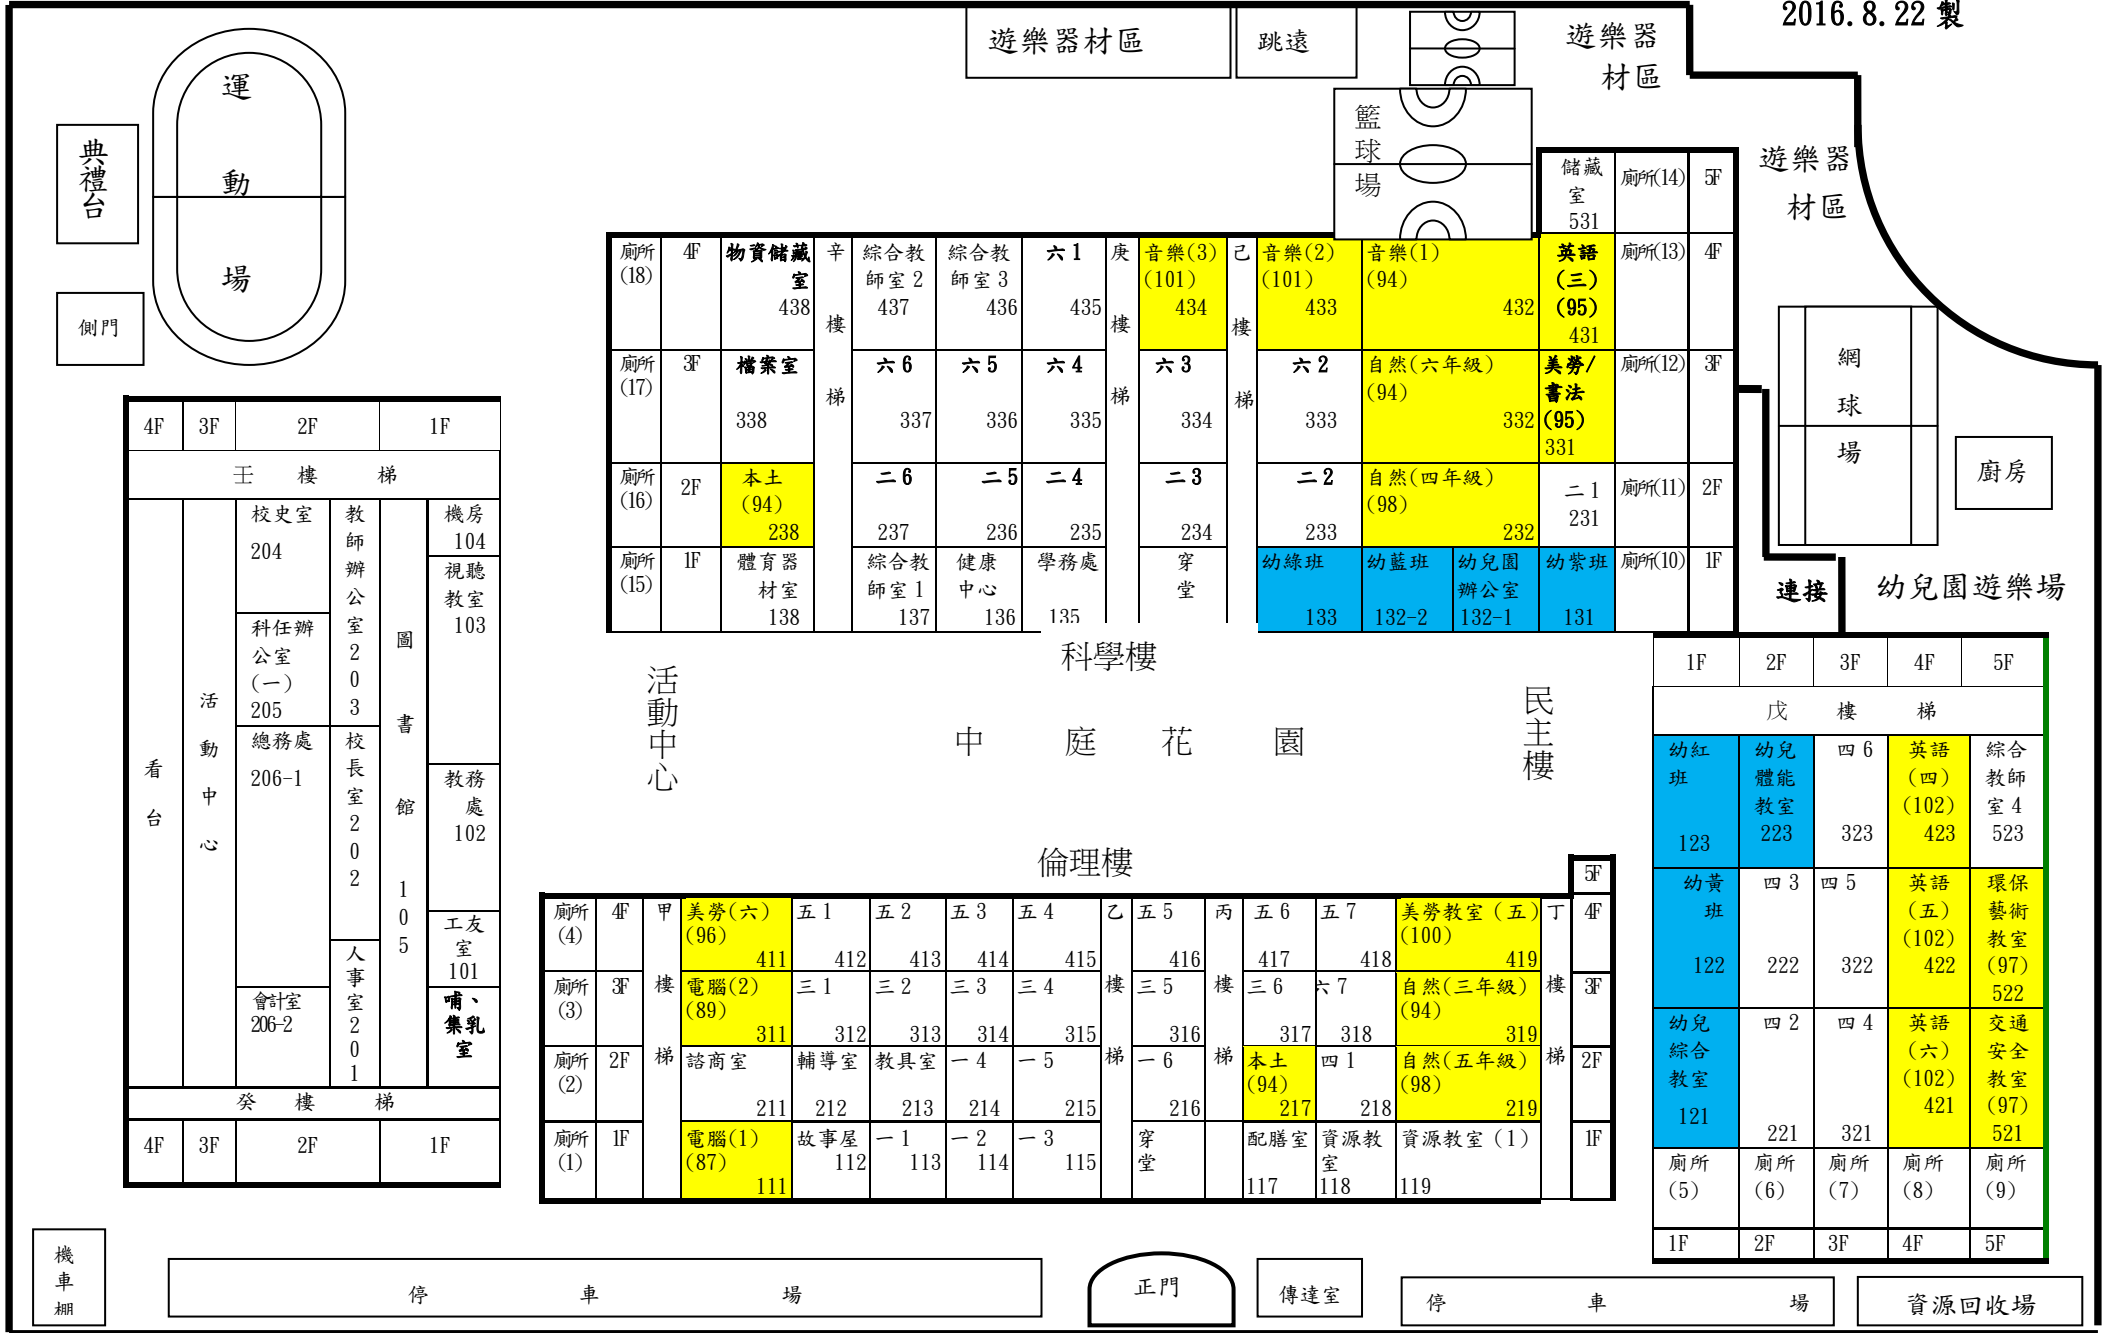 2016.8.22 製
遊樂器材區
跳遠
遊樂器
材區
籃
球
場
遊樂器
材區
運
動
場
典
禮
台
側門
儲藏
室
531
廁所(14)
5F
廁所
(18)
4F
物資儲藏
室
438
辛
樓
梯
綜合教
師室 2
437
綜合教
師室 3
436
六 1
435
庚
樓
梯
音樂(3)
(101)
434
己
樓
梯
音樂(2)
(101)
433
音樂(1)
(94)
432
英語
(三)
(95)
431
廁所(13)
4F
廁所
(17)
3F
檔案室
338
六 6
337
六 5
336
六 4
335
六 3
334
六 2
333
自然(六年級)
(94)
332
美勞/
書法
(95)
331
廁所(12)
3F
廁所
(16)
2F
本土
(94)
238
二 6
237
二 5
236
二 4
235
二 3
234
二 2
233
自然(四年級)
(98)
232
二 1
231
廁所(11)
2F
廁所
(15)
1F
體育器
材室
138
綜合教
師室 1
137
健康
中心
136
學務處
135
穿
堂
幼綠班
133
幼藍班
132-2
幼兒園
辦公室
132-1
幼紫班
131
廁所(10)
1F
網
球
場
廚房
連接
幼兒園遊樂場
4F
3F
2F
1F
壬 樓 梯
看
台
活
動
中
心
校史室
204
科任辦
公室
(一)
205
總務處
206-1
會計室
206-2
教
師
辦
公
室
2
0
3
校
長
室
2
0
2
人
事
室
2
0
1
圖
書
館
1
0
5
機房
104
視聽
教室
103
教務
處
102
工友
室
101
哺、
集乳
室
癸 樓 梯
4F
3F
2F
1F
科學樓
活
動
中
心
中 庭 花 園
民
主
樓
倫理樓
1F
2F
3F
4F
5F
戊 樓 梯
幼紅
班
123
幼兒
體能
教室
223
四 6
323
英語
(四)
(102)
423
綜合
教師
室 4
523
幼黃
班
122
四 3
222
四 5
322
英語
(五)
(102)
422
環保
藝術
教室
(97)
522
幼兒
綜合
教室
121
四 2
221
四 4
321
英語
(六)
(102)
421
交通
安全
教室
(97)
521
廁所
(5)
廁所
(6)
廁所
(7)
廁所
(8)
廁所
(9)
1F
2F
3F
4F
5F
5F
廁所
(4)
4F
甲
樓
梯
美勞(六)
(96)
411
五 1
412
五 2
413
五 3
414
五 4
415
乙
樓
梯
五 5
416
丙
樓
梯
五 6
417
五 7
418
美勞教室 (五)
(100)
419
丁
樓
梯
4F
廁所
(3)
3F
電腦(2)
(89)
311
三 1
312
三 2
313
三 3
314
三 4
315
三 5
316
三 6
317
六 7
318
自然(三年級)
(94)
319
3F
廁所
(2)
2F
諮商室
211
輔導室
212
教具室
213
一 4
214
一 5
215
一 6
216
本土
(94)
217
四 1
218
自然(五年級)
(98)
219
2F
廁所
(1)
1F
電腦(1)
(87)
111
故事屋
112
一 1
113
一 2
114
一 3
115
穿
堂
配膳室
117
資源教
室
118
資源教室 (1)
119
1F
機
車
棚
停 車 場
正門
傳達室
停 車 場
資源回收場